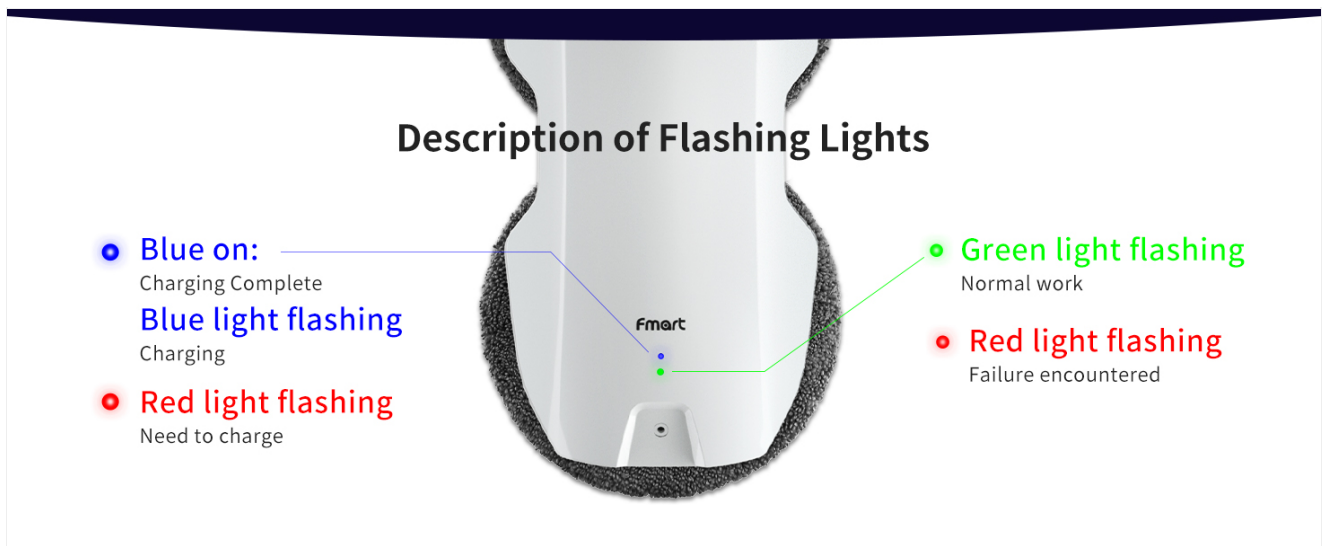 Description of Flashing Lights
Blue on:
Charging Complete
Blue light flashing
Charging
Red light flashing
Need to charge
Fmart
Green light flashing
Normal work
Red light flashing
Failure encountered